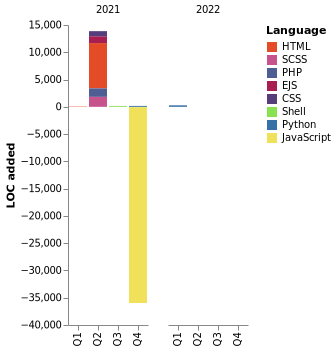 2021 2022
15,000
10,000
5,000
0
−5,000
−10,000
−15,000
−20,000
−25,000
−30,000
−35,000
−40,000
LOC added
Q1 Q2 Q3 Q4 Q1 Q2 Q3 Q4
Language
HTML
SCSS
PHP
EJS
CSS
Shell
Python
JavaScript